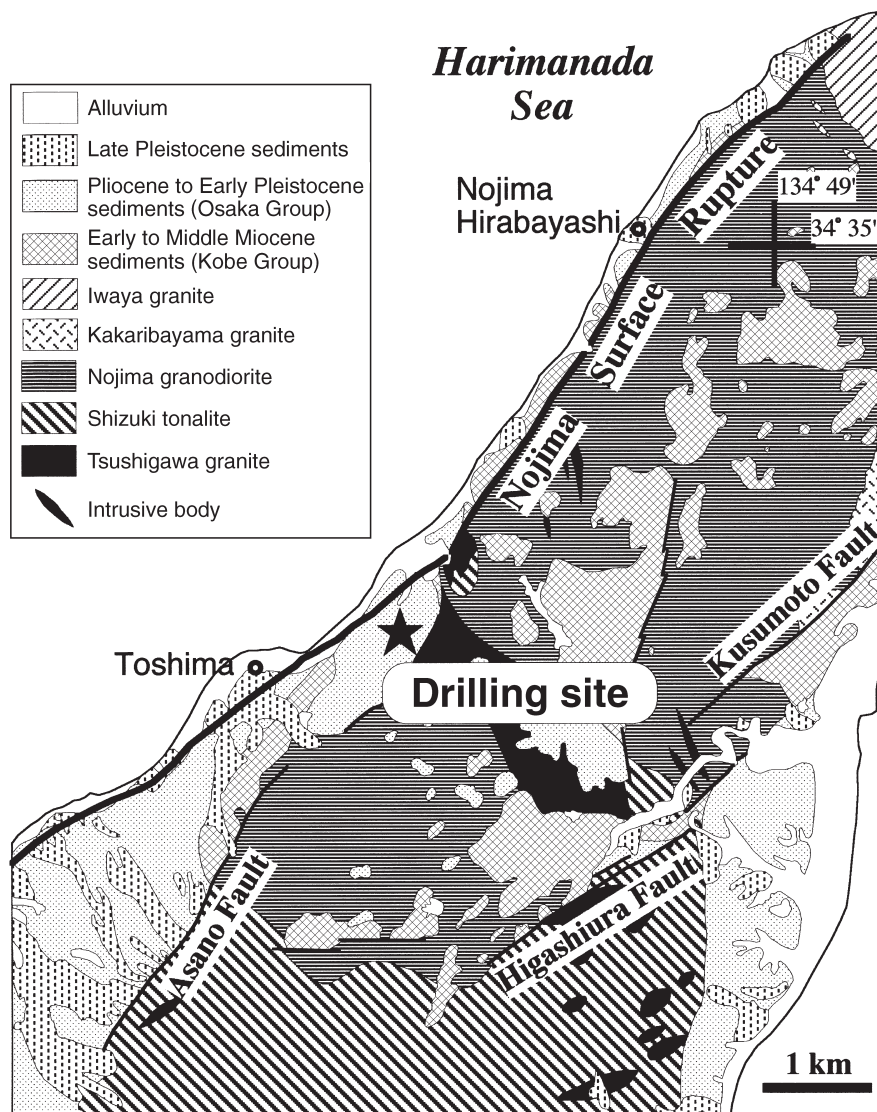 Harimanada
Sea
Alluvium
Late Pleistocene sediments
Pliocene to Early Pleistocene
sediments (Osaka Group)
Early to Middle Miocene
sediments (Kobe Group)
Iwaya granite
Kakaribayama granite
Nojima granodiorite
Shizuki tonalite
Tsushigawa granite
Intrusive body
Nojima
Hirabayashi
134° 49'
34° 35'
Nojima Surface Rupture
Kusumoto Fault
Toshima
Drilling site
Asano Fault
Higashiura Fault
1 km